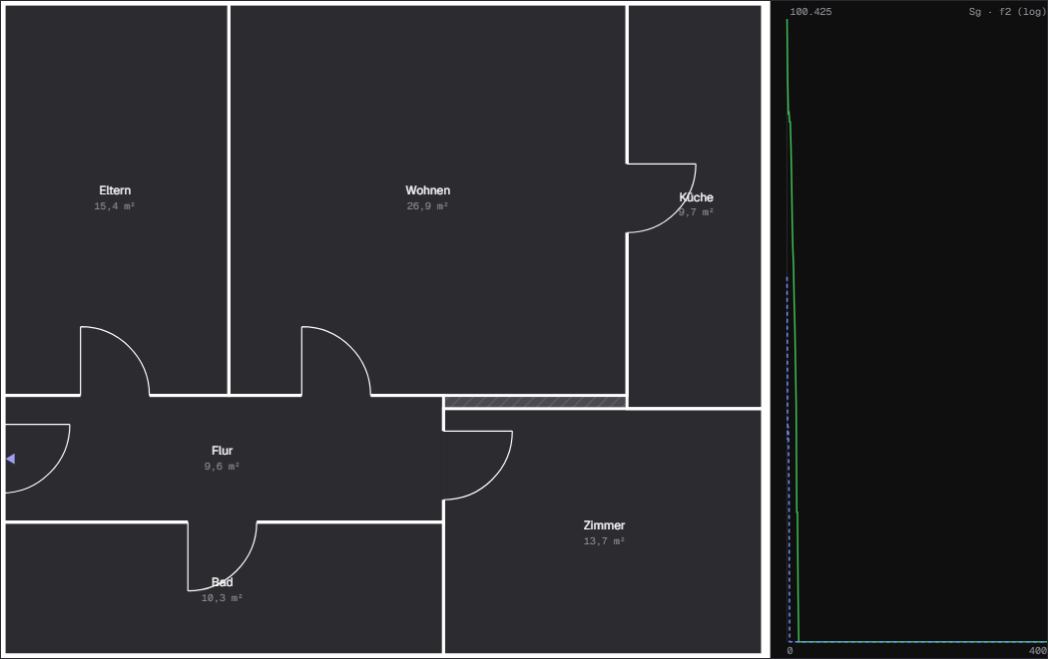 100.425
Sg · f2 (log)
Eltern
15,4 m²
Wohnen
26,9 m²
Küche
9,7 m²
Flur
9,6 m²
Zimmer
13,7 m²
Bad
10,3 m²
0
400